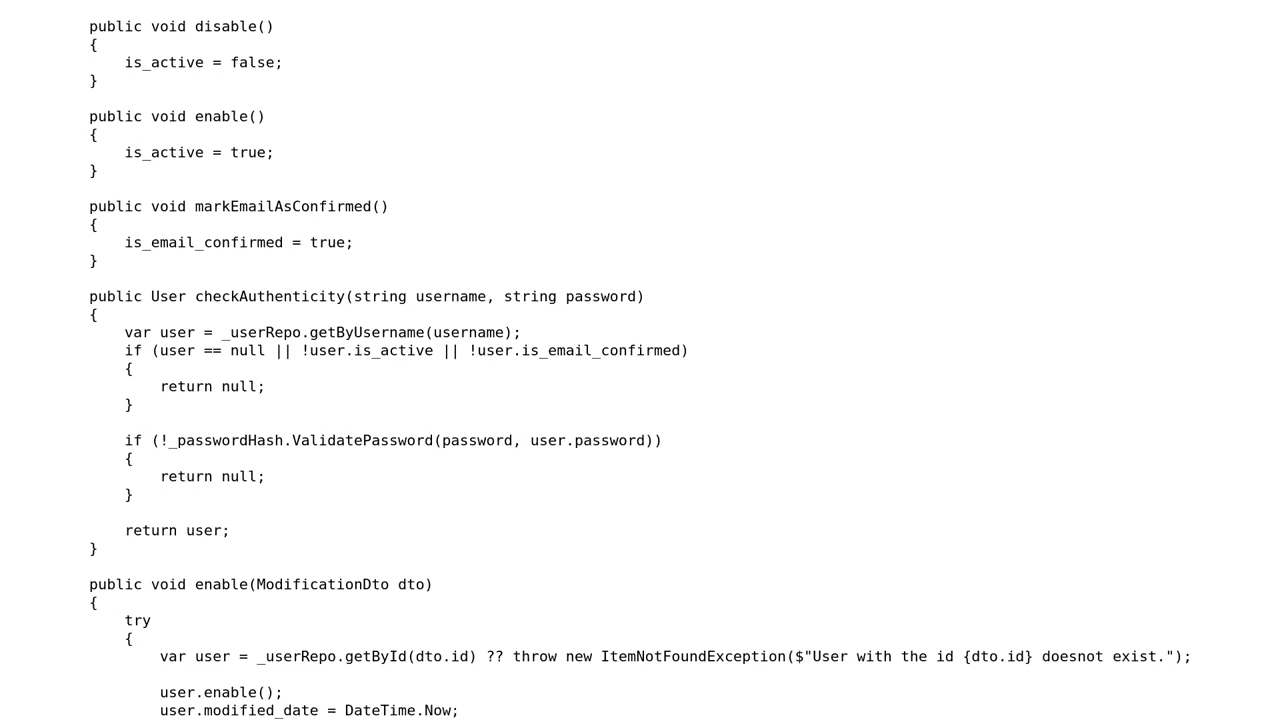 public void disable()
{
    is_active = false;
}

public void enable()
{
    is_active = true;
}

public void markEmailAsConfirmed()
{
    is_email_confirmed = true;
}

public User checkAuthenticity(string username, string password)
{
    var user = _userRepo.getByUsername(username);
    if (user == null || !user.is_active || !user.is_email_confirmed)
    {
        return null;
    }

    if (!_passwordHash.ValidatePassword(password, user.password))
    {
        return null;
    }

    return user;
}

public void enable(ModificationDto dto)
{
    try
    {
        var user = _userRepo.getById(dto.id) ?? throw new ItemNotFoundException($"User with the id {dto.id} doesnot exist.");

        user.enable();
        user.modified_date = DateTime.Now;